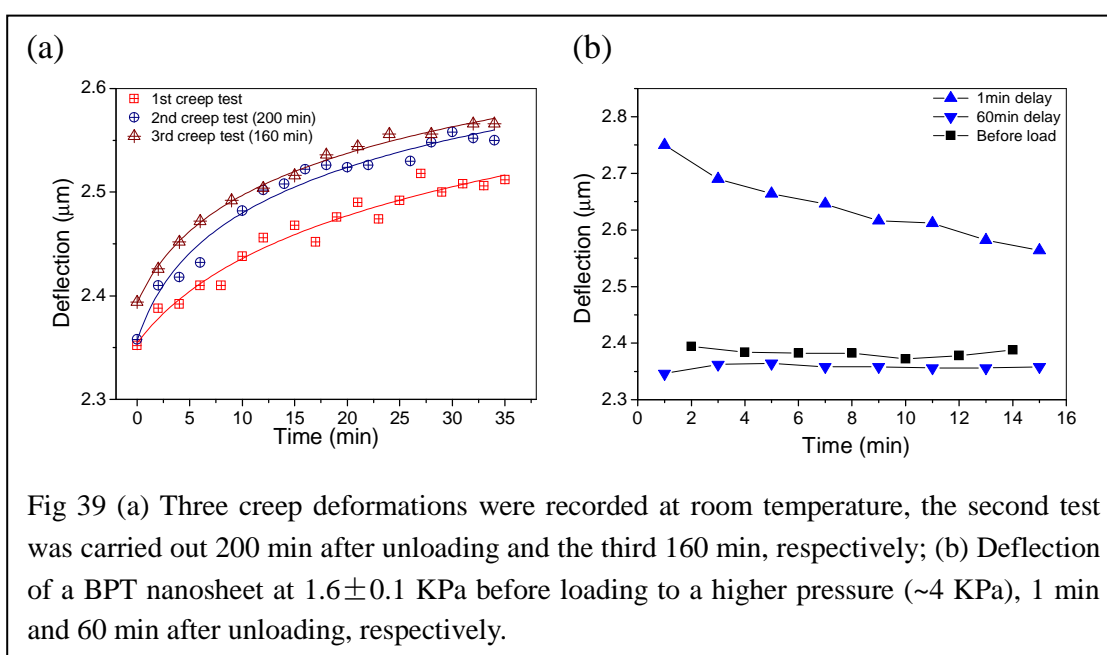 (a)
2.6
2.5
2.4
2.3
Deflection (μm)
1st creep test
2nd creep test (200 min)
3rd creep test (160 min)
0 5 10 15 20 25 30 35
Time (min)
(b)
2.8
2.7
2.6
2.5
2.4
2.3
Deflection (μm)
1min delay
60min delay
Before load
0 2 4 6 8 10 12 14 16
Time (min)
Fig 39 (a) Three creep deformations were recorded at room temperature, the second test
was carried out 200 min after unloading and the third 160 min, respectively; (b) Deflection
of a BPT nanosheet at 1.6±0.1 KPa before loading to a higher pressure (~4 KPa), 1 min
and 60 min after unloading, respectively.